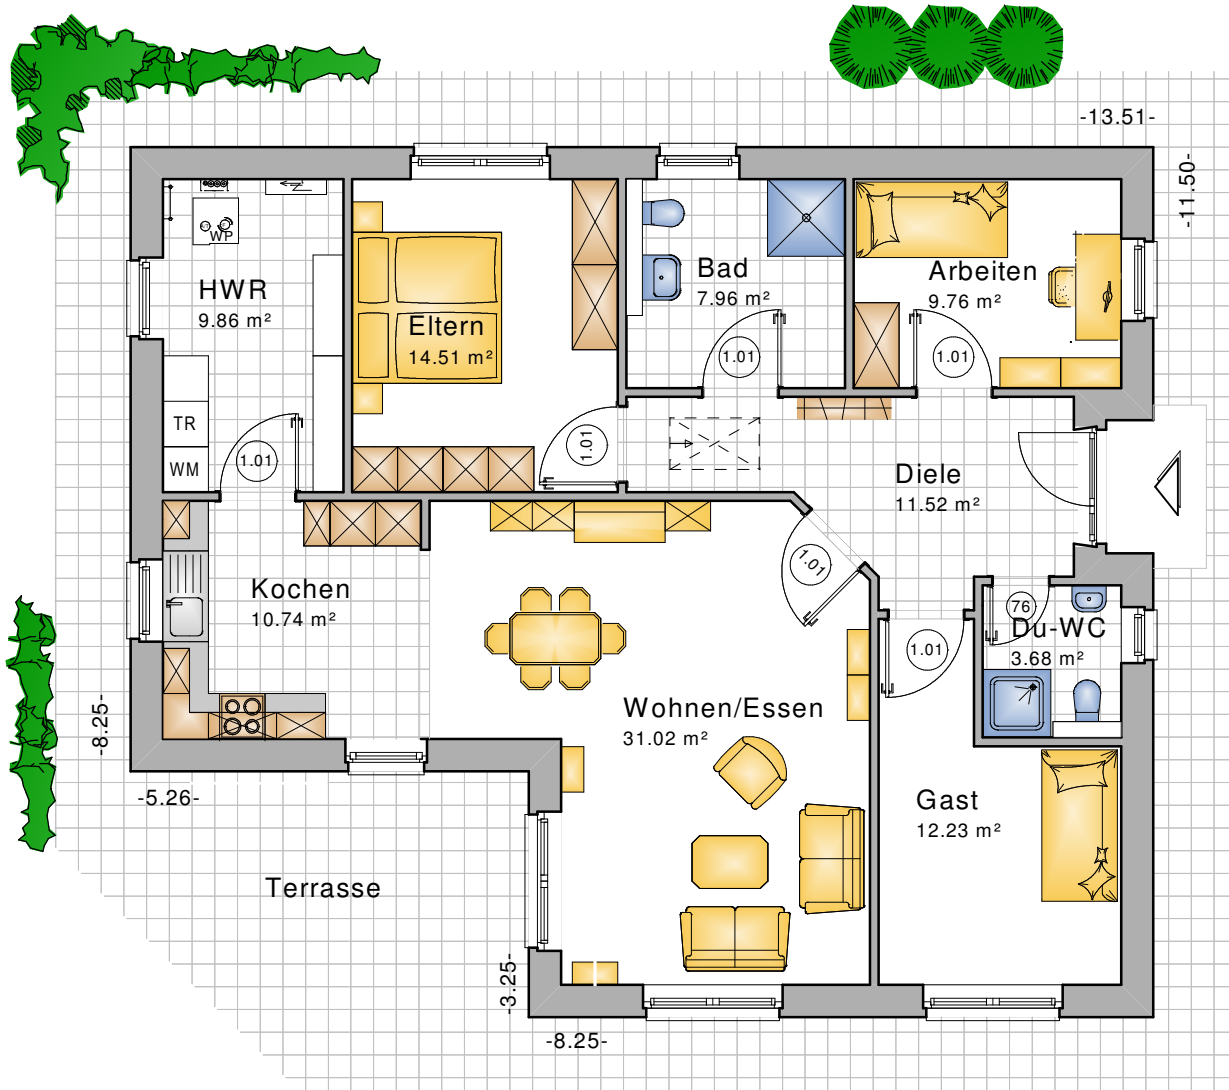 -13.51-
-11.50-
WP
HWR
9.86 m²
Eltern
14.51 m²
Bad
7.96 m²
Arbeiten
9.76 m²
1.01
1.01
TR
WM
1.01
1.01
Diele
11.52 m²
Kochen
10.74 m²
1.01
76
Du-WC
3.68 m²
1.01
Wohnen/Essen
31.02 m²
-8.25-
-5.26-
Gast
12.23 m²
Terrasse
-3.25-
-8.25-